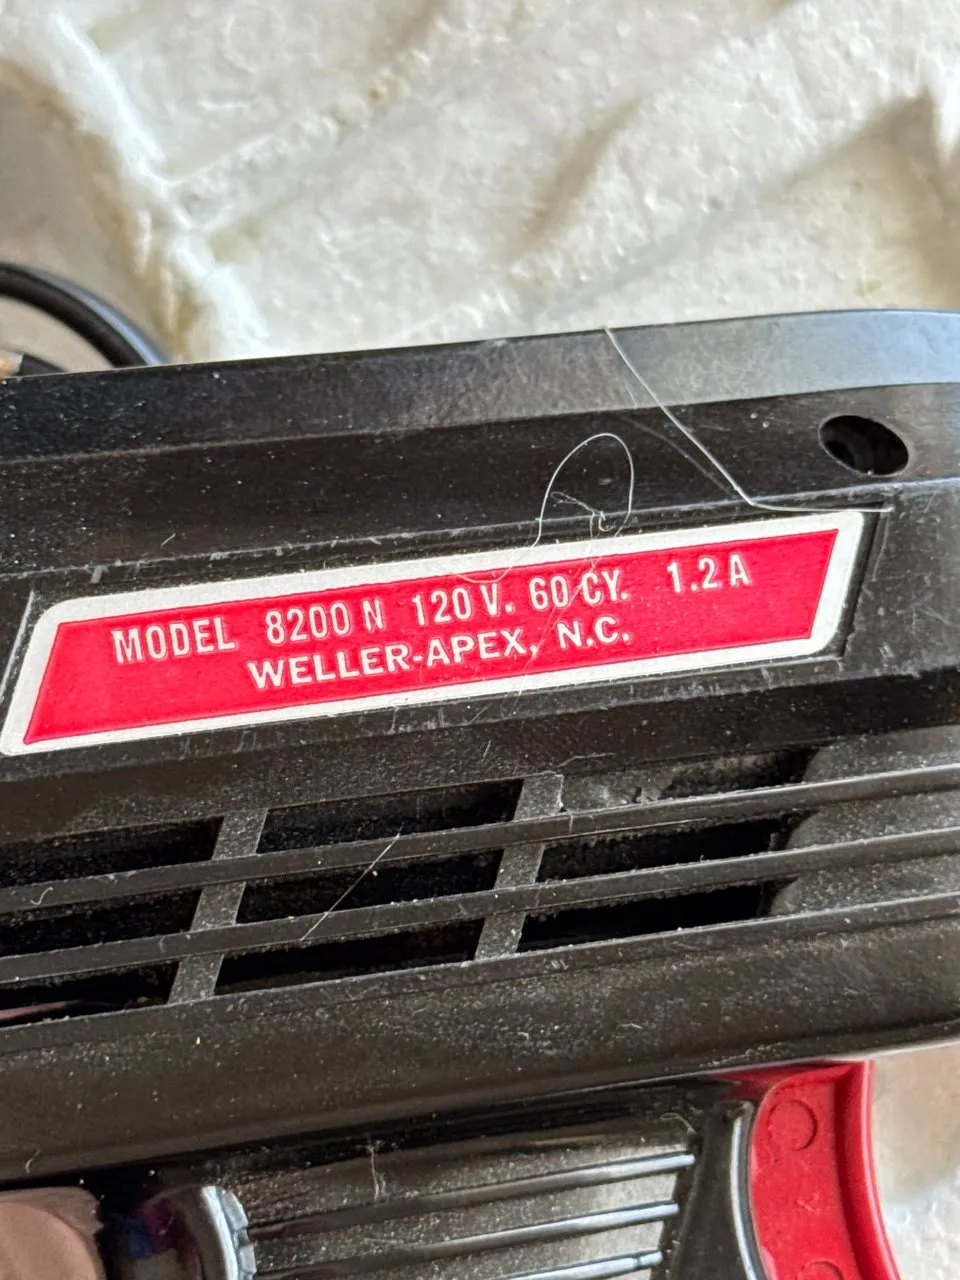 MODEL 8200 N 120 V. 60 CY. 1.2 A
WELLER-APEX, N.C.